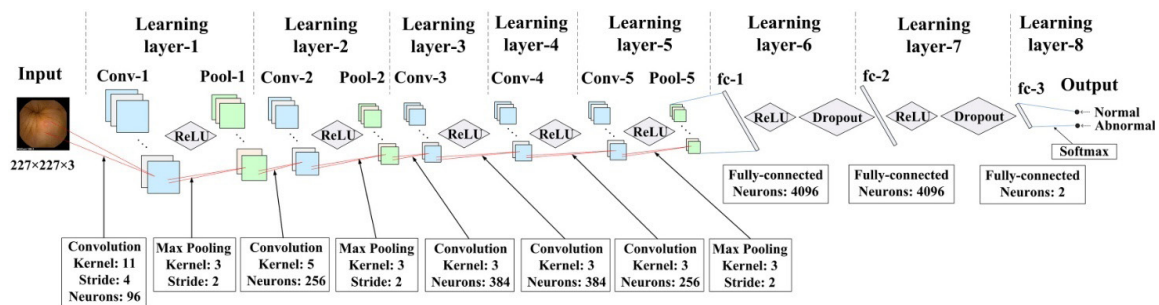 Learning layer-1
Learning layer-2
Learning layer-3
Learning layer-4
Learning layer-5
Learning layer-6
Learning layer-7
Learning layer-8
Input
Conv-1
Pool-1
Conv-2
Pool-2
Conv-3
Conv-4
Conv-5
Pool-5
fc-1
fc-2
fc-3
Output
ReLU
ReLU
ReLU
ReLU
ReLU
ReLU
Dropout
ReLU
Dropout
Normal
Abnormal
Softmax
227×227×3
Fully-connected
Neurons: 4096
Fully-connected
Neurons: 4096
Fully-connected
Neurons: 2
Convolution
Kernel: 11
Stride: 4
Neurons: 96
Max Pooling
Kernel: 3
Stride: 2
Convolution
Kernel: 5
Neurons: 256
Max Pooling
Kernel: 3
Stride: 2
Convolution
Kernel: 3
Neurons: 384
Convolution
Kernel: 3
Neurons: 384
Convolution
Kernel: 3
Neurons: 256
Max Pooling
Kernel: 3
Stride: 2